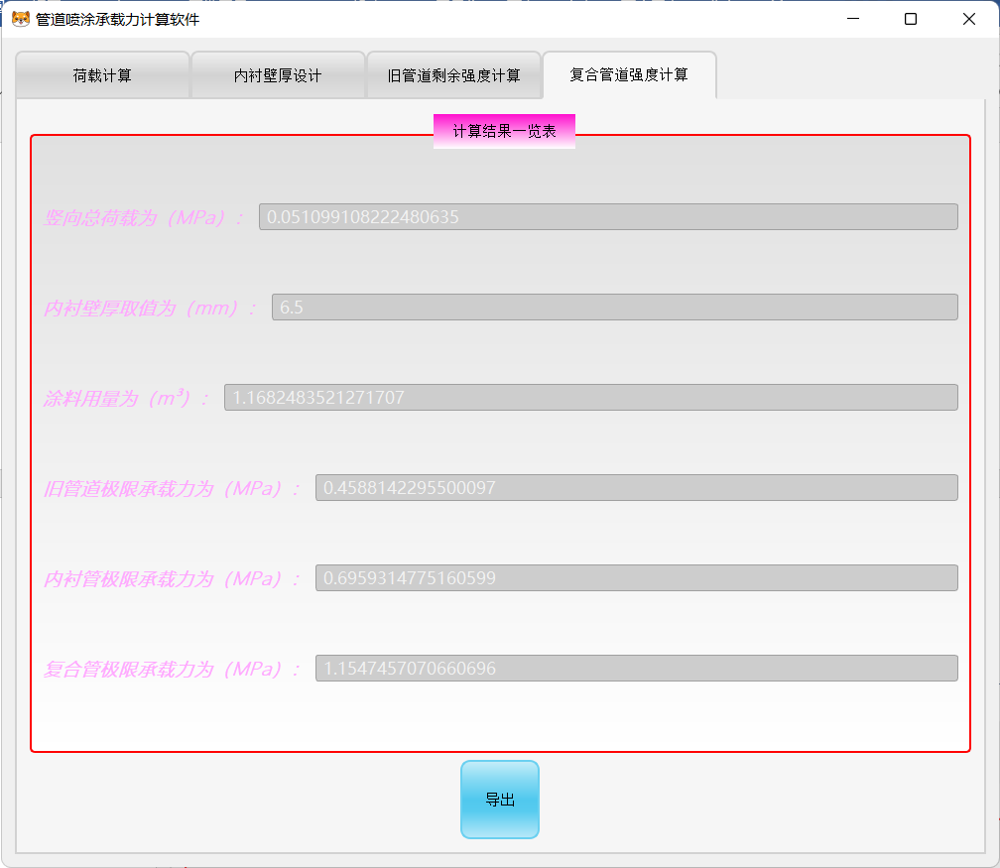 管道喷涂承载力计算软件
荷载计算
内衬壁厚设计
旧管道剩余强度计算
复合管道强度计算
计算结果一览表
竖向总荷载为（MPa）： 0.051099108222480635
内衬壁厚取值为（mm）： 6.5
涂料用量为（m³）： 1.1682483521271707
旧管道极限承载力为（MPa）： 0.4588142295500097
内衬管极限承载力为（MPa）： 0.6959314775160599
复合管极限承载力为（MPa）： 1.1547457070660696
导出